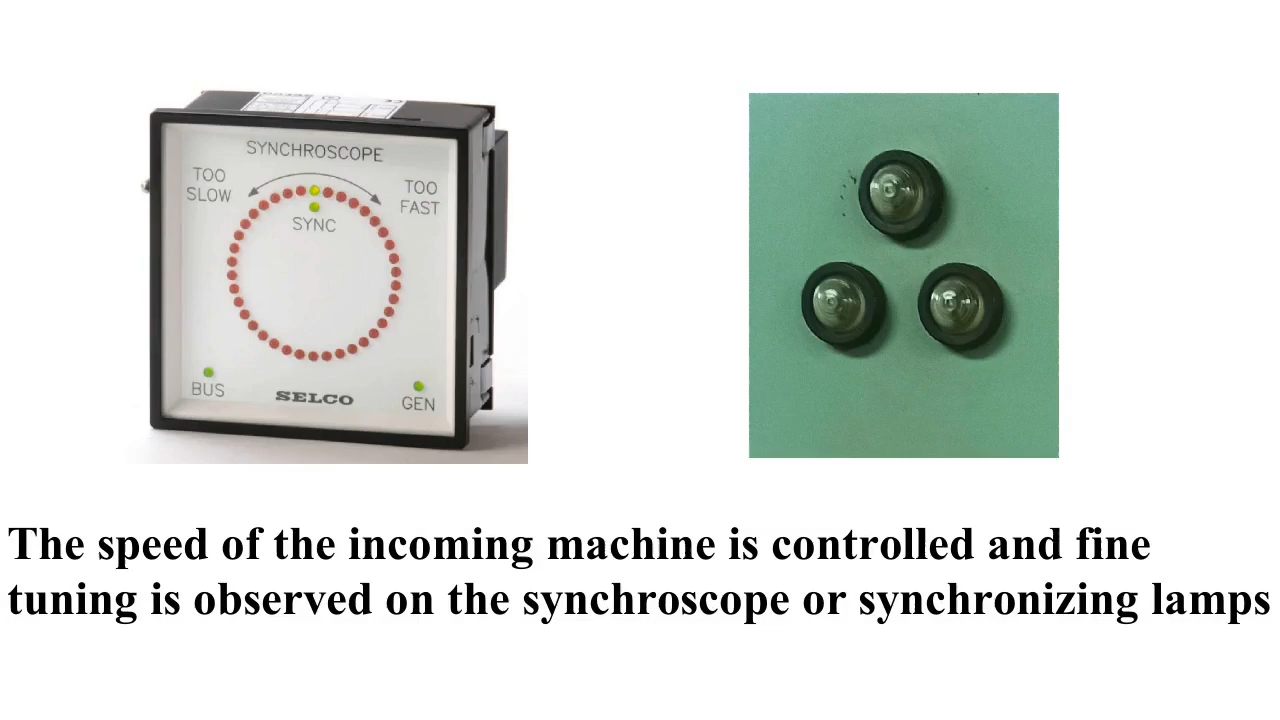 SYNCHROSCOPE
TOO
SLOW
TOO
FAST
SYNC
BUS
SELCO
GEN
The speed of the incoming machine is controlled and fine
tuning is observed on the synchroscope or synchronizing lamps